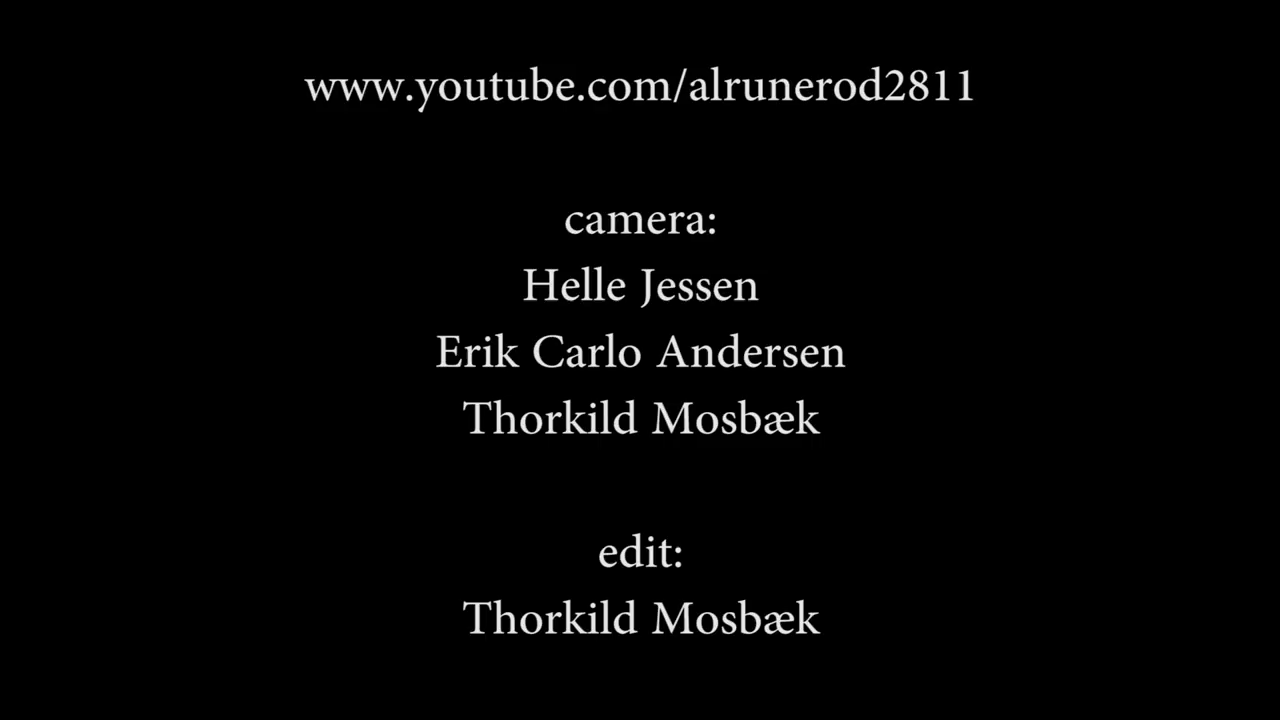 www.youtube.com/alrunerod2811
camera:
Helle Jessen
Erik Carlo Andersen
Thorkild Mosbæk
edit:
Thorkild Mosbæk